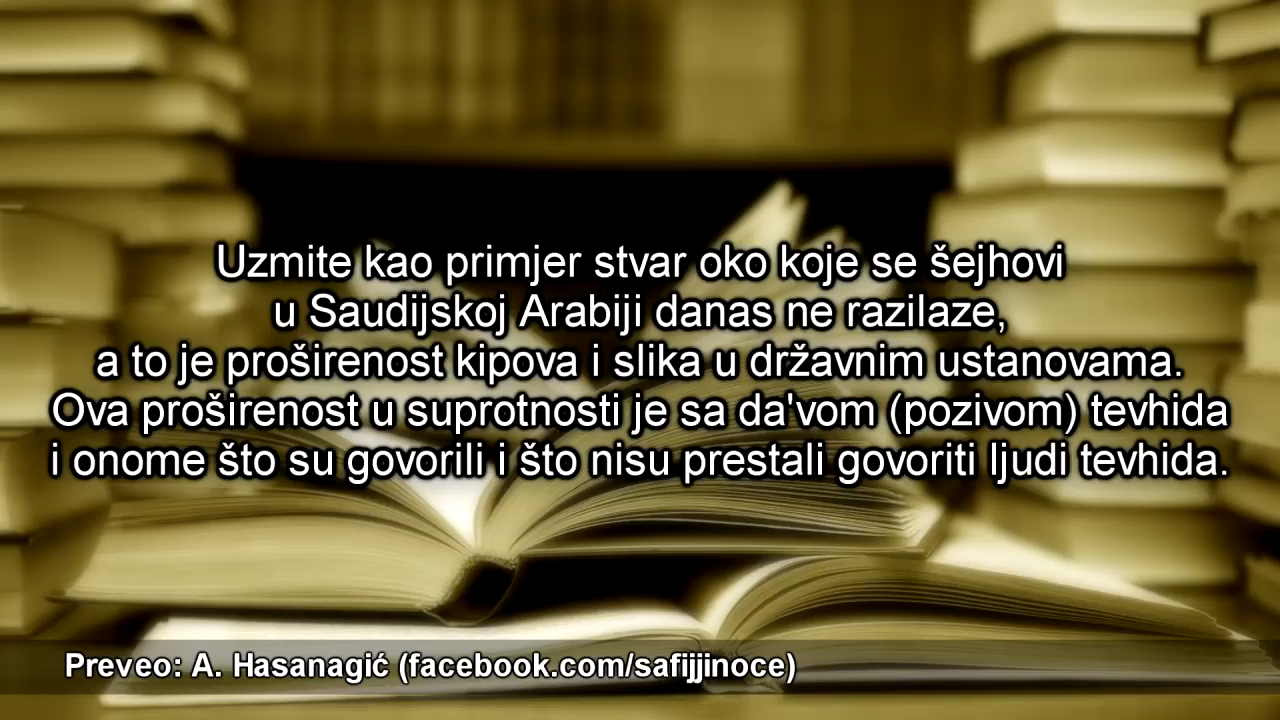 Uzmite kao primjer stvar oko koje se šejhovi
u Saudijskoj Arabiji danas ne razilaze,
a to je proširenost kipova i slika u državnim ustanovama.
Ova proširenost u suprotnosti je sa da'vom (pozivom) tevhida
i onome što su govorili i što nisu prestali govoriti ljudi tevhida.
Preveo: A. Hasanagić (facebook.com/safijjinoce)